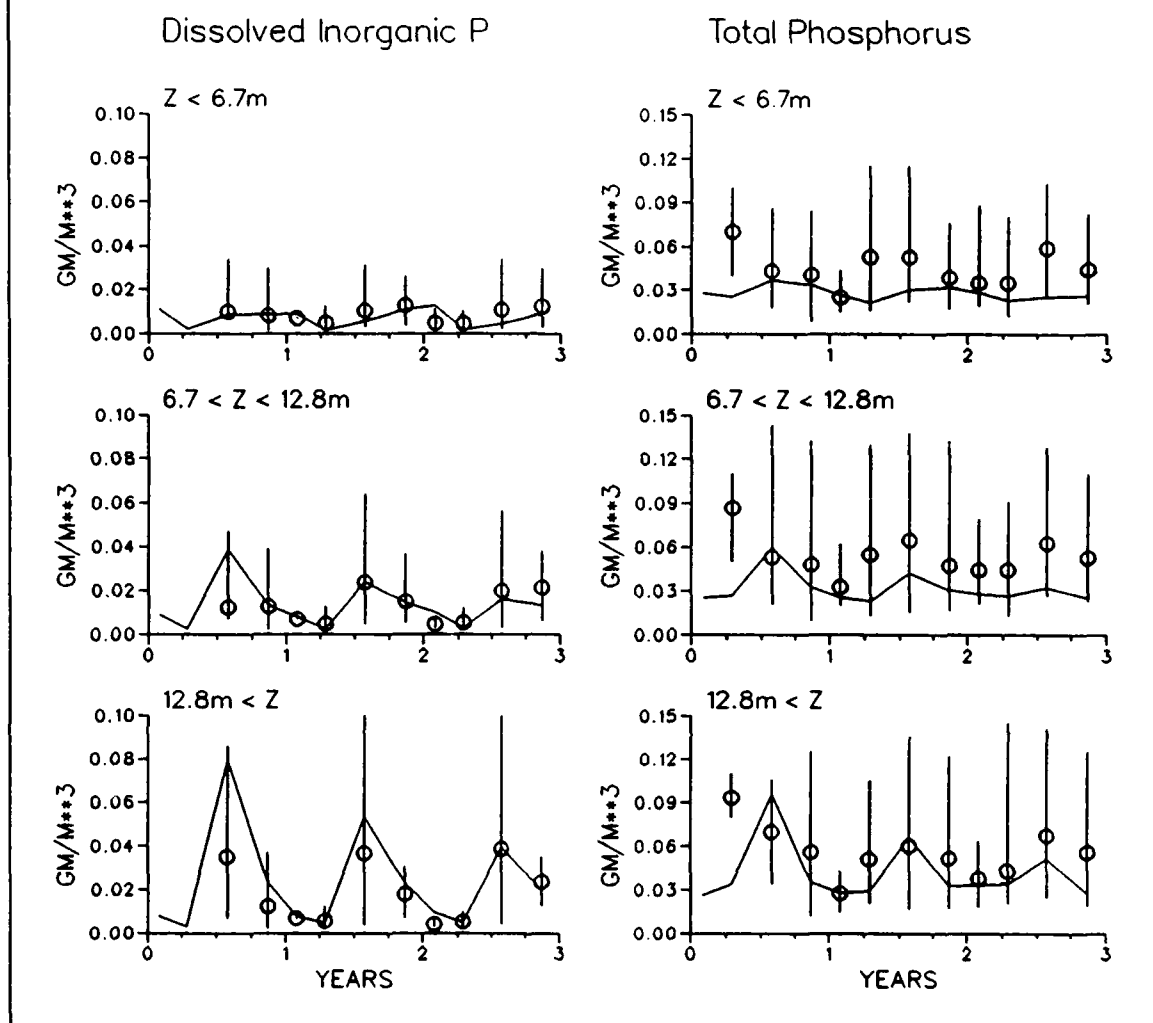 Dissolved Inorganic P
Total Phosphorus
Z < 6.7m
0.10
0.08
0.06
0.04
0.02
0.00
GM/M**3
0 1 2 3
Z < 6.7m
0.15
0.12
0.09
0.06
0.03
0.00
GM/M**3
0 1 2 3
6.7 < Z < 12.8m
0.10
0.08
0.06
0.04
0.02
0.00
GM/M**3
0 1 2 3
6.7 < Z < 12.8m
0.15
0.12
0.09
0.06
0.03
0.00
GM/M**3
0 1 2 3
12.8m < Z
0.10
0.08
0.06
0.04
0.02
0.00
GM/M**3
0 1 2 3
YEARS
12.8m < Z
0.15
0.12
0.09
0.06
0.03
0.00
GM/M**3
0 1 2 3
YEARS